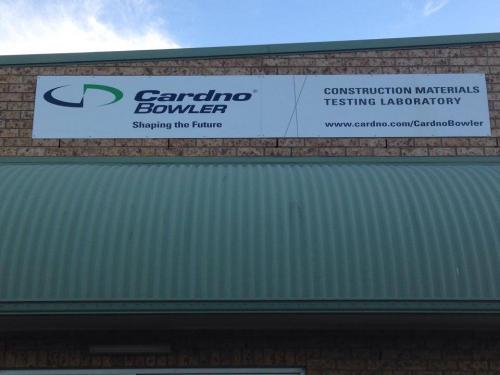 Cardno®
BOWLER
Shaping the Future
CONSTRUCTION MATERIALS
TESTING LABORATORY
www.cardno.com/CardnoBowler